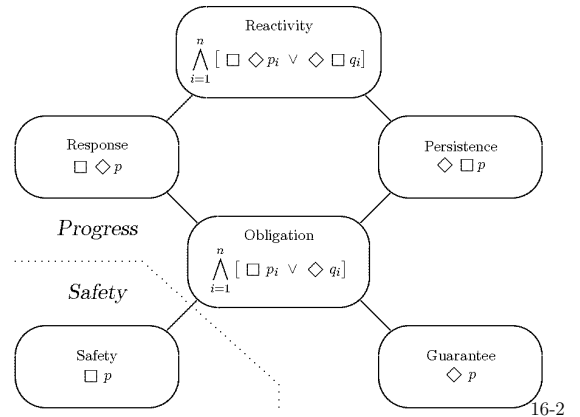 Reactivity
n
⋀ [ □ ◇ p_i ∨ ◇ □ q_i ]
i=1
Response
□ ◇ p
Persistence
◇ □ p
Progress
Obligation
n
⋀ [ □ p_i ∨ ◇ q_i ]
i=1
Safety
Safety
□ p
Guarantee
◇ p
16-2